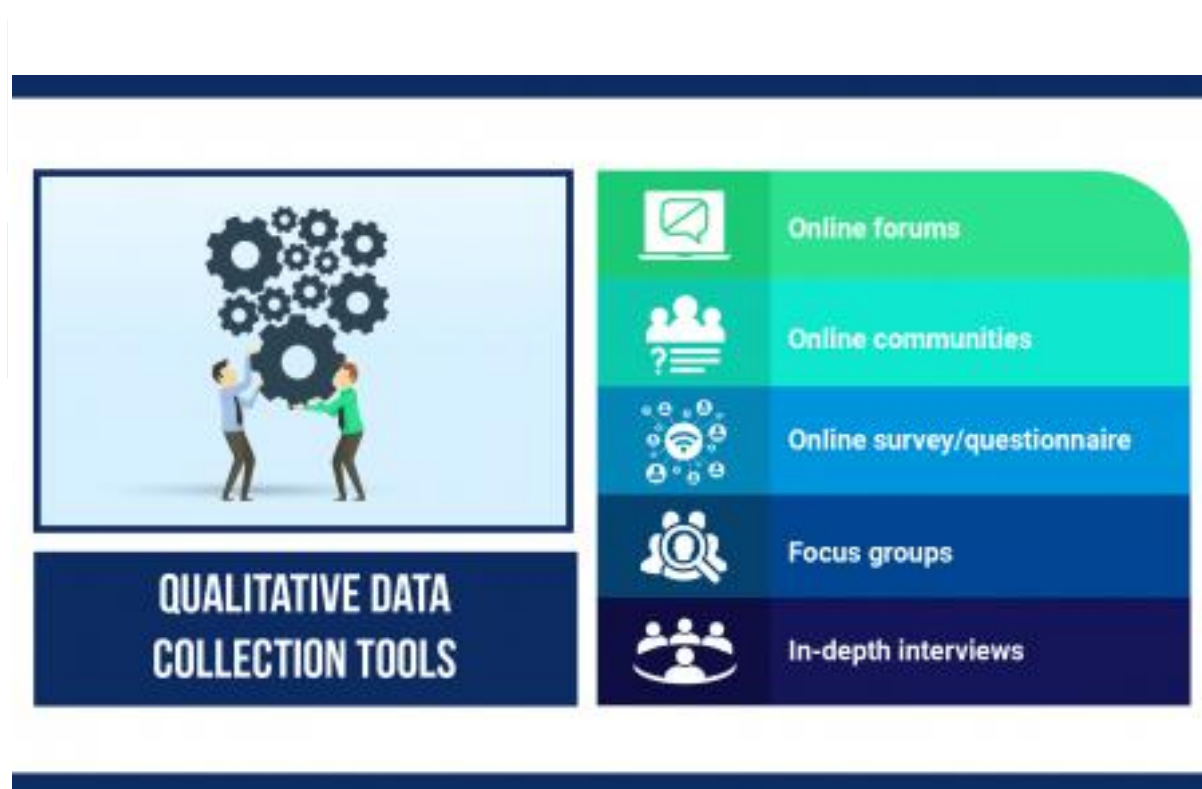 QUALITATIVE DATA
COLLECTION TOOLS
Online forums
Online communities
Online survey/questionnaire
Focus groups
In-depth interviews